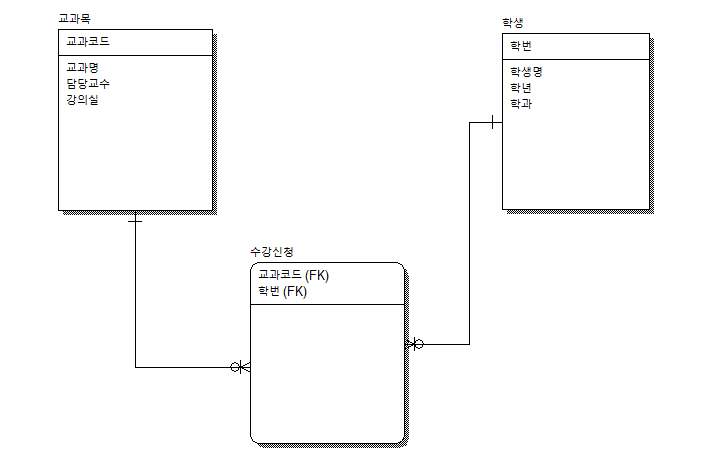 교과목
교과코드
교과명
담당교수
강의실
학생
학번
학생명
학년
학과
수강신청
교과코드 (FK)
학번 (FK)